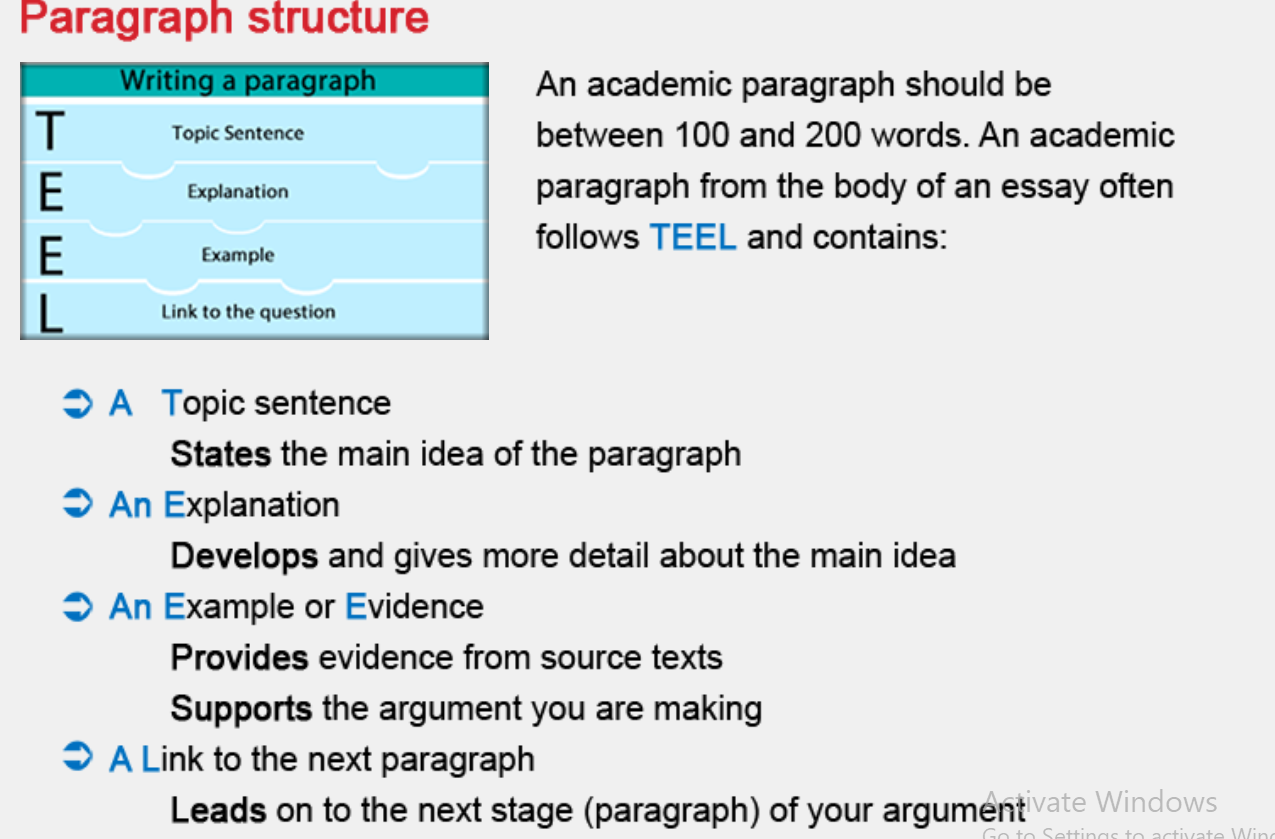 Paragraph structure
Writing a paragraph
T Topic Sentence
E Explanation
E Example
L Link to the question
An academic paragraph should be
between 100 and 200 words. An academic
paragraph from the body of an essay often
follows TEEL and contains:
A Topic sentence
States the main idea of the paragraph
An Explanation
Develops and gives more detail about the main idea
An Example or Evidence
Provides evidence from source texts
Supports the argument you are making
A Link to the next paragraph
Leads on to the next stage (paragraph) of your argument
Activate Windows
Go to Settings to activate